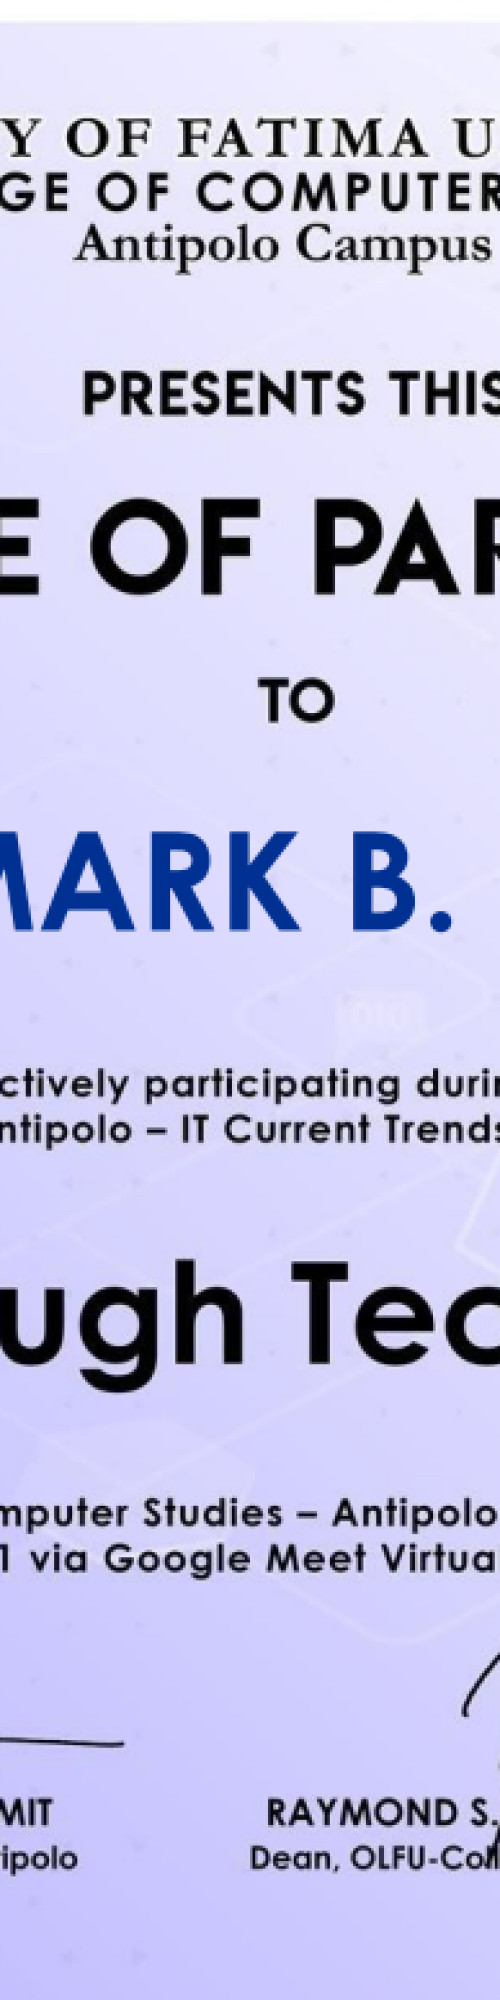 Y OF FATIMA U
GE OF COMPUTER
Antipolo Campus
PRESENTS THIS
E OF PAR
TO
MARK B.
ctively participating durin
ntipolo – IT Current Trends
ugh Tec
mputer Studies – Antipolo
1 via Google Meet Virtua
MIT
RAYMOND S.
ipolo
Dean, OLFU-Coll